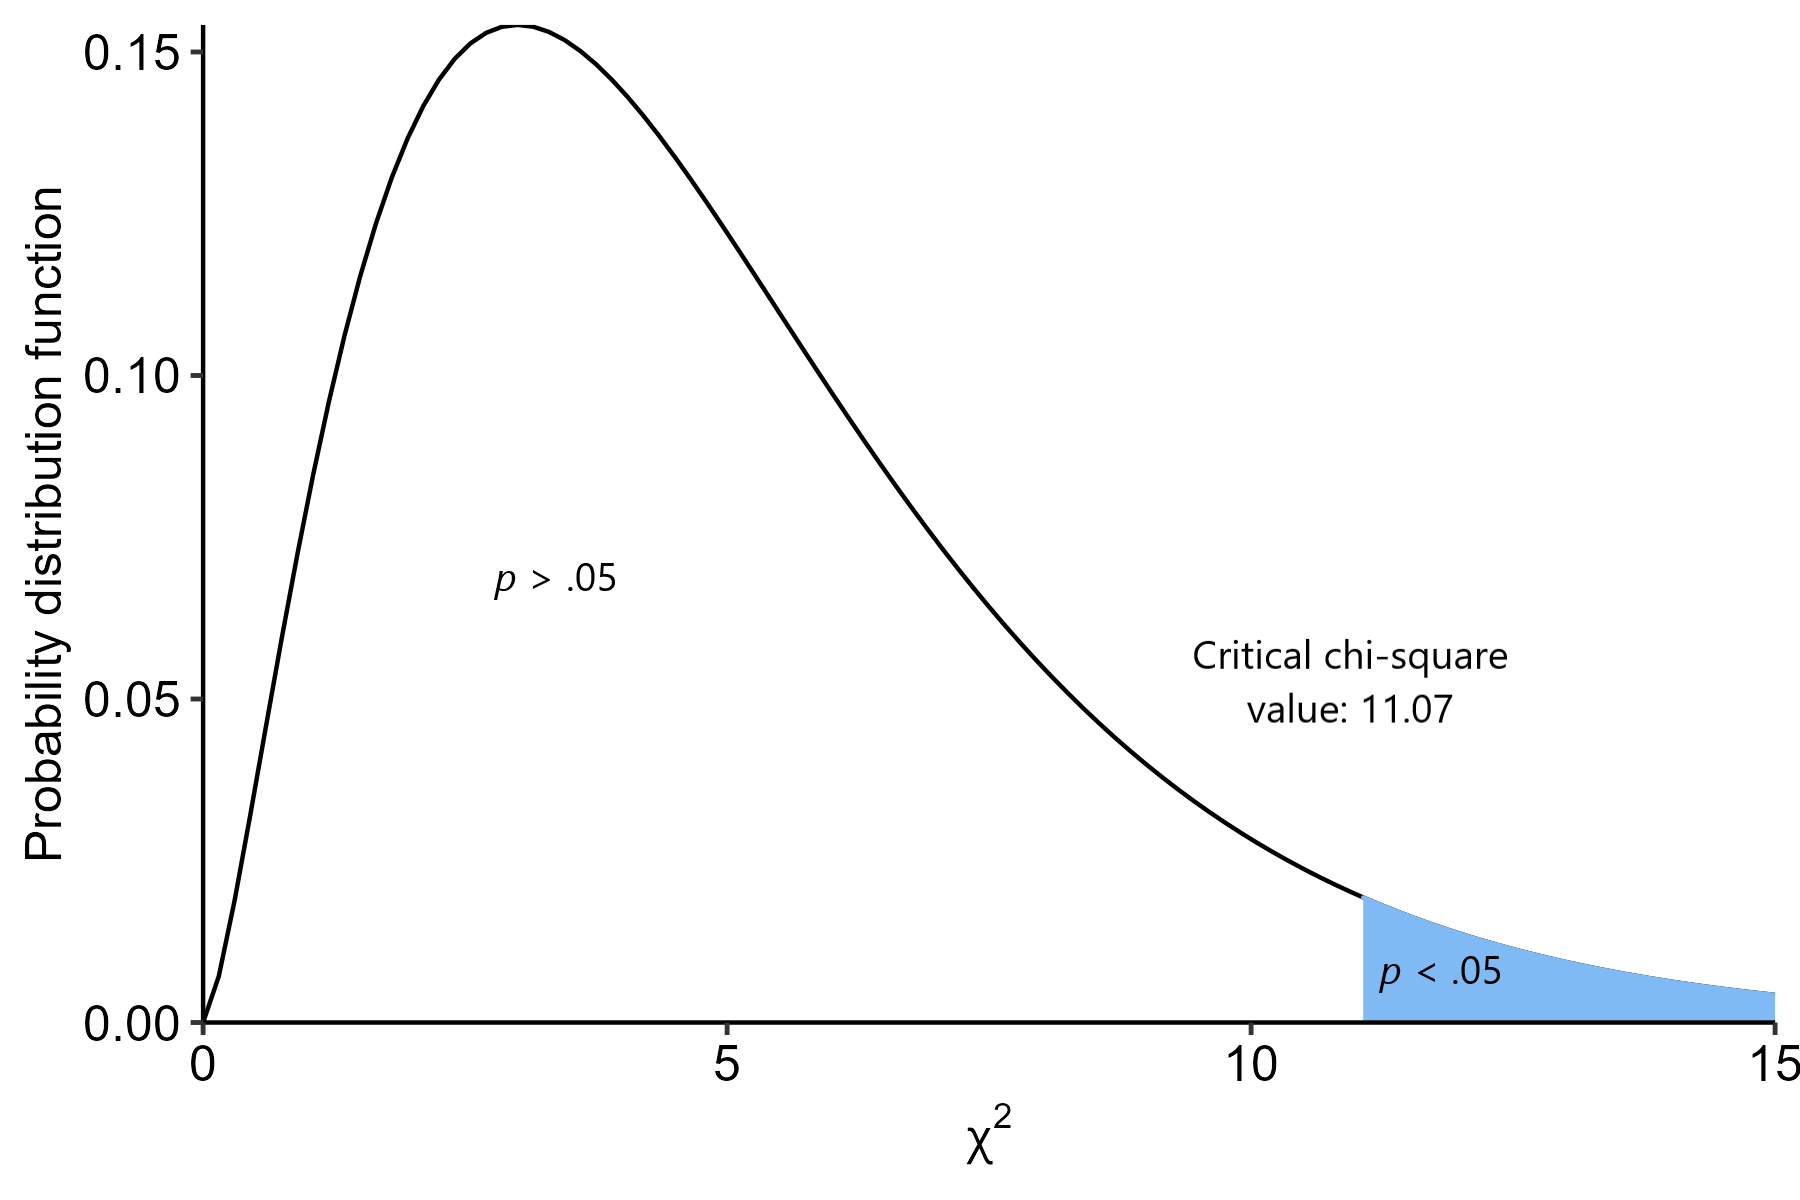 0.15
0.10
0.05
0.00
Probability distribution function
p > .05
Critical chi-square
value: 11.07
p < .05
0 5 10 15
χ²